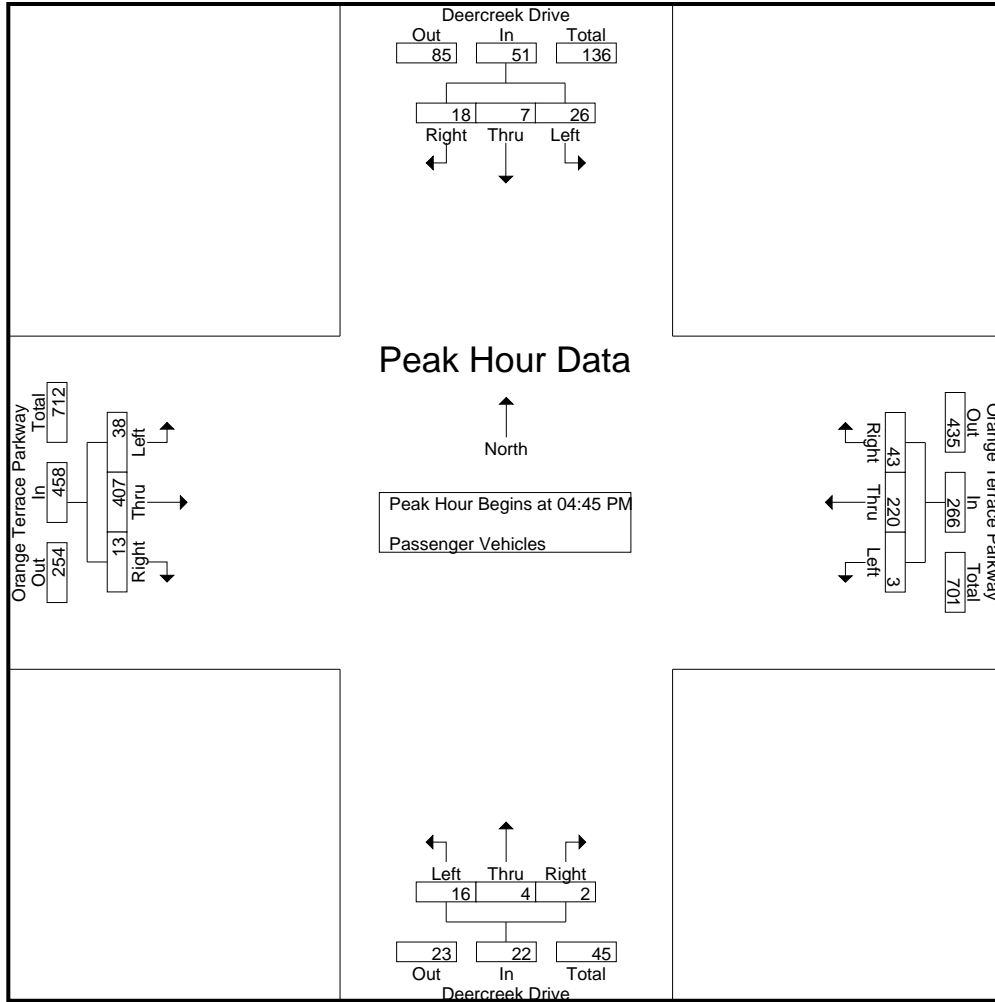 Deercreek Drive
Out In Total
85 51 136
18 7 26
Right Thru Left
Peak Hour Data
North
Peak Hour Begins at 04:45 PM
Passenger Vehicles
Orange Terrace Parkway
Out In Total
254 458 712
13 407 38
Right Thru Left
Orange Terrace Parkway
Out In Total
435 266 701
43 220 3
Right Thru Left
Left Thru Right
16 4 2
23 22 45
Out In Total
Deercreek Drive